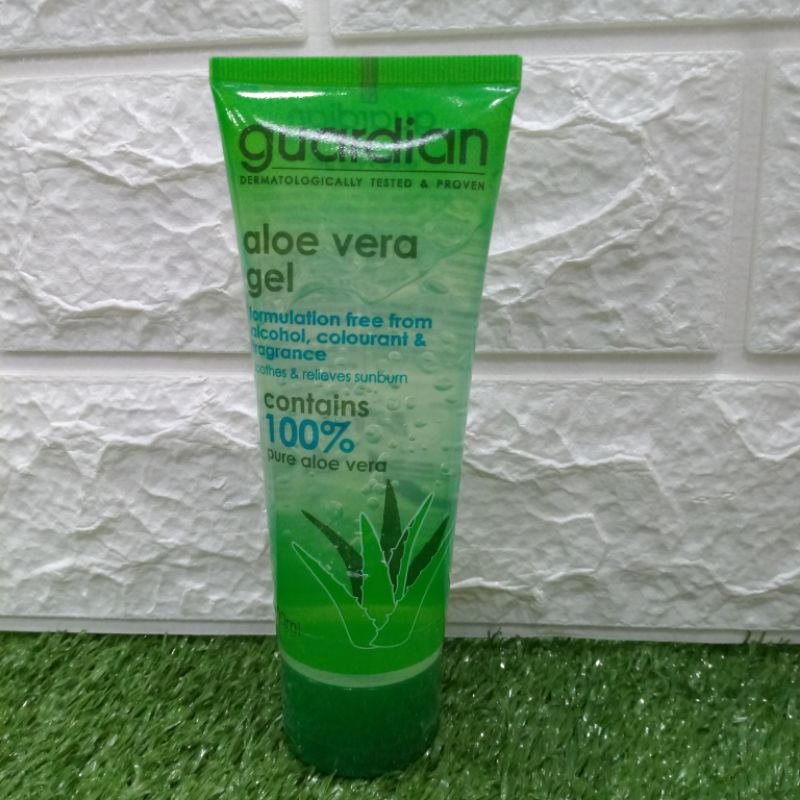 guardian
DERMATOLOGICALLY TESTED & PROVEN
aloe vera
gel
formulation free from
alcohol, colourant &
fragrance
soothes & relieves sunburn
contains
100%
pure aloe vera